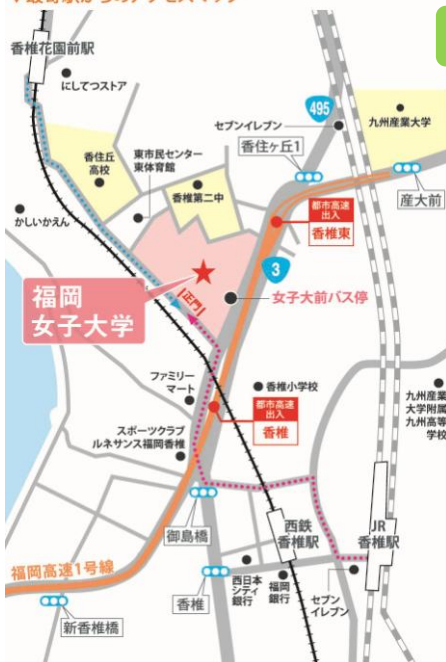 香椎花園前駅
にしてつストア
495
セブンイレブン
九州産業大学
香住ヶ丘1
香住丘
高校
東市民センター
東体育館
香椎第二中
産大前
かしいかえん
都市高速
出入
香椎東
3
福岡
女子大学
正門
女子大前バス停
ファミリー
マート
香椎小学校
都市高速
出入
香椎
九州産業
大学附属
九州高等
学校
スポーツクラブ
ルネサンス福岡香椎
御島橋
西鉄
香椎駅
JR
香椎駅
福岡高速1号線
西日本
シティ
銀行
福岡
銀行
セブン
イレブン
香椎
新香椎橋